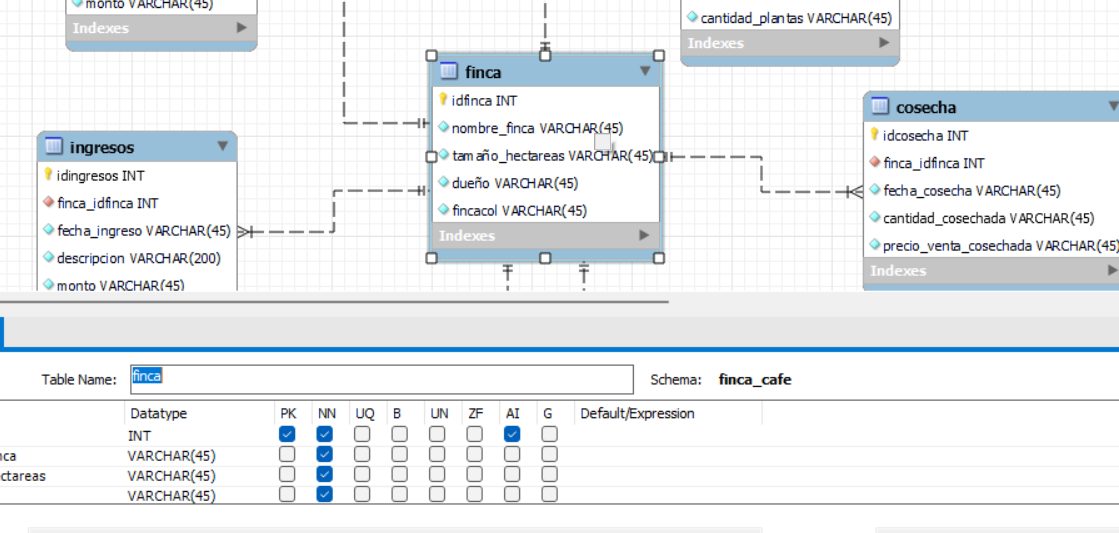 monto VARCHAR(45)
Indexes
cantidad_plantas VARCHAR(45)
Indexes
finca
idfinca INT
nombre_finca VARCHAR(45)
tamaño_hectareas VARCHAR(45)
dueño VARCHAR(45)
fincacol VARCHAR(45)
Indexes
cosecha
idcosecha INT
finca_idfinca INT
fecha_cosecha VARCHAR(45)
cantidad_cosechada VARCHAR(45)
precio_venta_cosechada VARCHAR(45)
Indexes
ingresos
idingresos INT
finca_idfinca INT
fecha_ingreso VARCHAR(45)
descripcion VARCHAR(200)
monto VARCHAR(45)
Table Name: finca Schema: finca_cafe
Datatype PK NN UQ B UN ZF AI G Default/Expression
INT
nca VARCHAR(45)
ctareas VARCHAR(45)
VARCHAR(45)